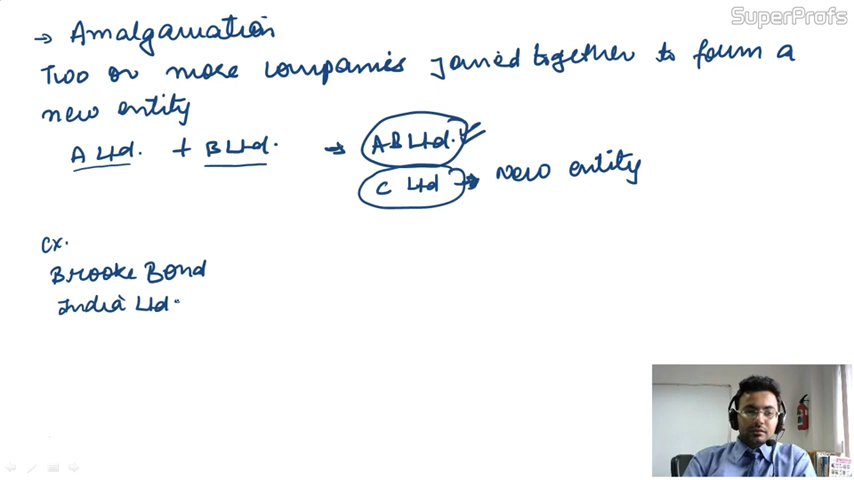 SuperProfs
→ Amalgamation
Two or more companies joined together to form a
new entity
A Ltd. + B Ltd. → AB Ltd.
C Ltd → New entity
ex.
Brooke Bond
India Ltd.